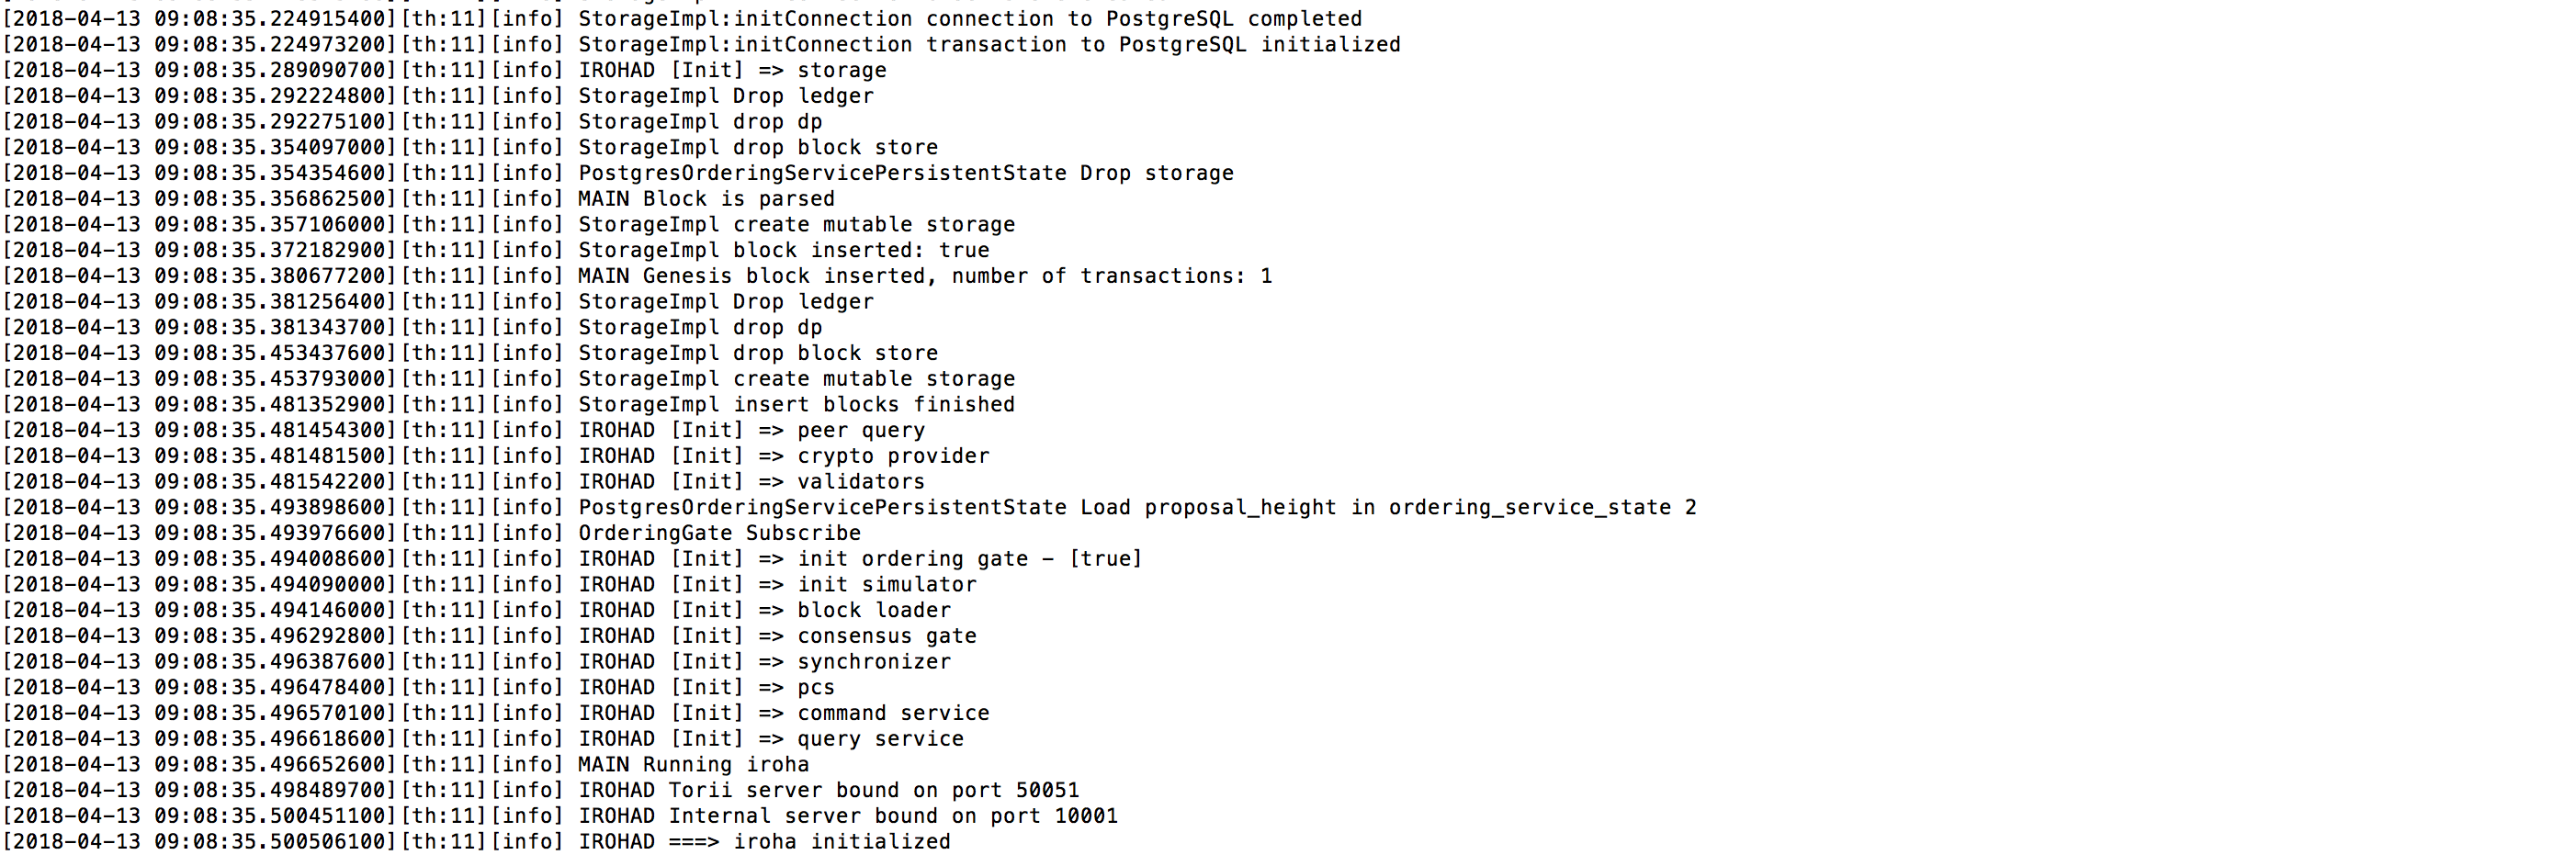 [2018-04-13 09:08:35.224915400][th:11][info] StorageImpl:initConnection connection to PostgreSQL completed
[2018-04-13 09:08:35.224973200][th:11][info] StorageImpl:initConnection transaction to PostgreSQL initialized
[2018-04-13 09:08:35.289090700][th:11][info] IROHAD [Init] => storage
[2018-04-13 09:08:35.292224800][th:11][info] StorageImpl Drop ledger
[2018-04-13 09:08:35.292275100][th:11][info] StorageImpl drop dp
[2018-04-13 09:08:35.354097000][th:11][info] StorageImpl drop block store
[2018-04-13 09:08:35.354354600][th:11][info] PostgresOrderingServicePersistentState Drop storage
[2018-04-13 09:08:35.356862500][th:11][info] MAIN Block is parsed
[2018-04-13 09:08:35.357106000][th:11][info] StorageImpl create mutable storage
[2018-04-13 09:08:35.372182900][th:11][info] StorageImpl block inserted: true
[2018-04-13 09:08:35.380677200][th:11][info] MAIN Genesis block inserted, number of transactions: 1
[2018-04-13 09:08:35.381256400][th:11][info] StorageImpl Drop ledger
[2018-04-13 09:08:35.381343700][th:11][info] StorageImpl drop dp
[2018-04-13 09:08:35.453437600][th:11][info] StorageImpl drop block store
[2018-04-13 09:08:35.453793000][th:11][info] StorageImpl create mutable storage
[2018-04-13 09:08:35.481352900][th:11][info] StorageImpl insert blocks finished
[2018-04-13 09:08:35.481454300][th:11][info] IROHAD [Init] => peer query
[2018-04-13 09:08:35.481481500][th:11][info] IROHAD [Init] => crypto provider
[2018-04-13 09:08:35.481542200][th:11][info] IROHAD [Init] => validators
[2018-04-13 09:08:35.493898600][th:11][info] PostgresOrderingServicePersistentState Load proposal_height in ordering_service_state 2
[2018-04-13 09:08:35.493976600][th:11][info] OrderingGate Subscribe
[2018-04-13 09:08:35.494008600][th:11][info] IROHAD [Init] => init ordering gate - [true]
[2018-04-13 09:08:35.494090000][th:11][info] IROHAD [Init] => init simulator
[2018-04-13 09:08:35.494146000][th:11][info] IROHAD [Init] => block loader
[2018-04-13 09:08:35.496292800][th:11][info] IROHAD [Init] => consensus gate
[2018-04-13 09:08:35.496387600][th:11][info] IROHAD [Init] => synchronizer
[2018-04-13 09:08:35.496478400][th:11][info] IROHAD [Init] => pcs
[2018-04-13 09:08:35.496570100][th:11][info] IROHAD [Init] => command service
[2018-04-13 09:08:35.496618600][th:11][info] IROHAD [Init] => query service
[2018-04-13 09:08:35.496652600][th:11][info] MAIN Running iroha
[2018-04-13 09:08:35.498489700][th:11][info] IROHAD Torii server bound on port 50051
[2018-04-13 09:08:35.500451100][th:11][info] IROHAD Internal server bound on port 10001
[2018-04-13 09:08:35.500506100][th:11][info] IROHAD ===> iroha initialized